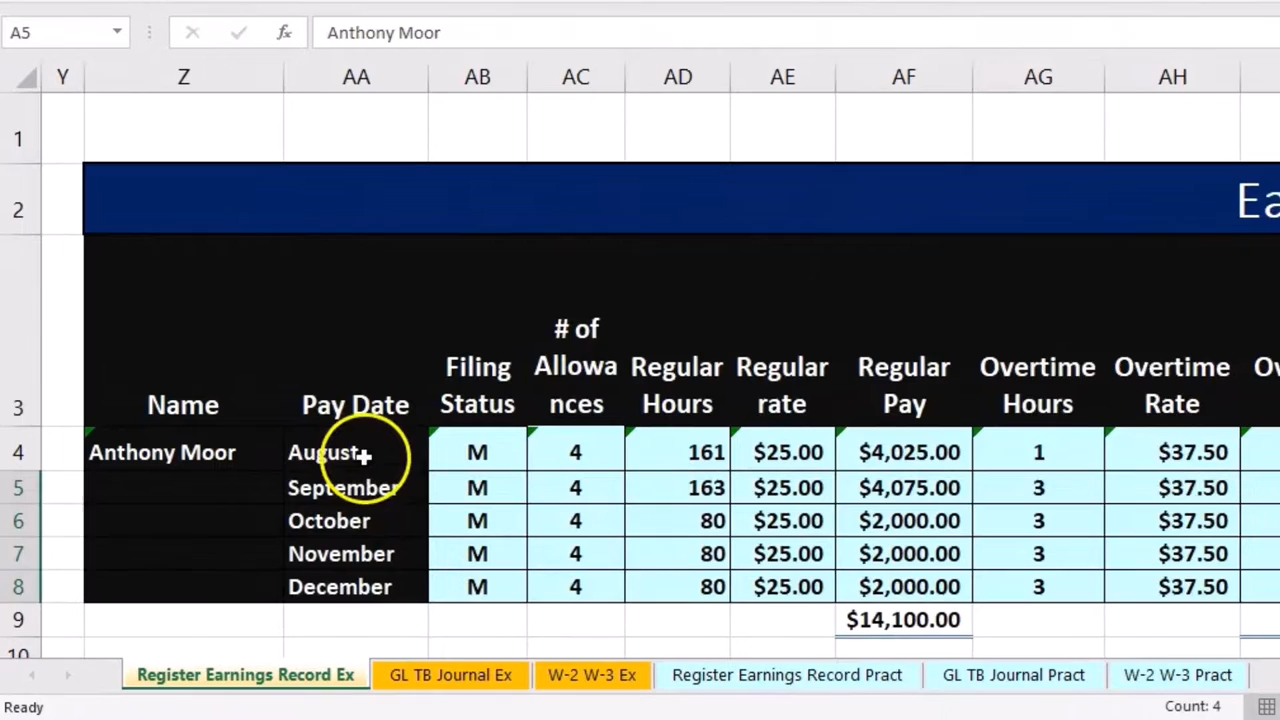 A5 fx Anthony Moor
Y Z AA AB AC AD AE AF AG AH
1
2 Ea
3 Name Pay Date Filing Status # of Allowa nces Regular Hours Regular rate Regular Pay Overtime Hours Overtime Rate Ov
4 Anthony Moor August M 4 161 $25.00 $4,025.00 1 $37.50
5 September M 4 163 $25.00 $4,075.00 3 $37.50
6 October M 4 80 $25.00 $2,000.00 3 $37.50
7 November M 4 80 $25.00 $2,000.00 3 $37.50
8 December M 4 80 $25.00 $2,000.00 3 $37.50
9 $14,100.00
10
Register Earnings Record Ex GL TB Journal Ex W-2 W-3 Ex Register Earnings Record Pract GL TB Journal Pract W-2 W-3 Pract
Ready Count: 4